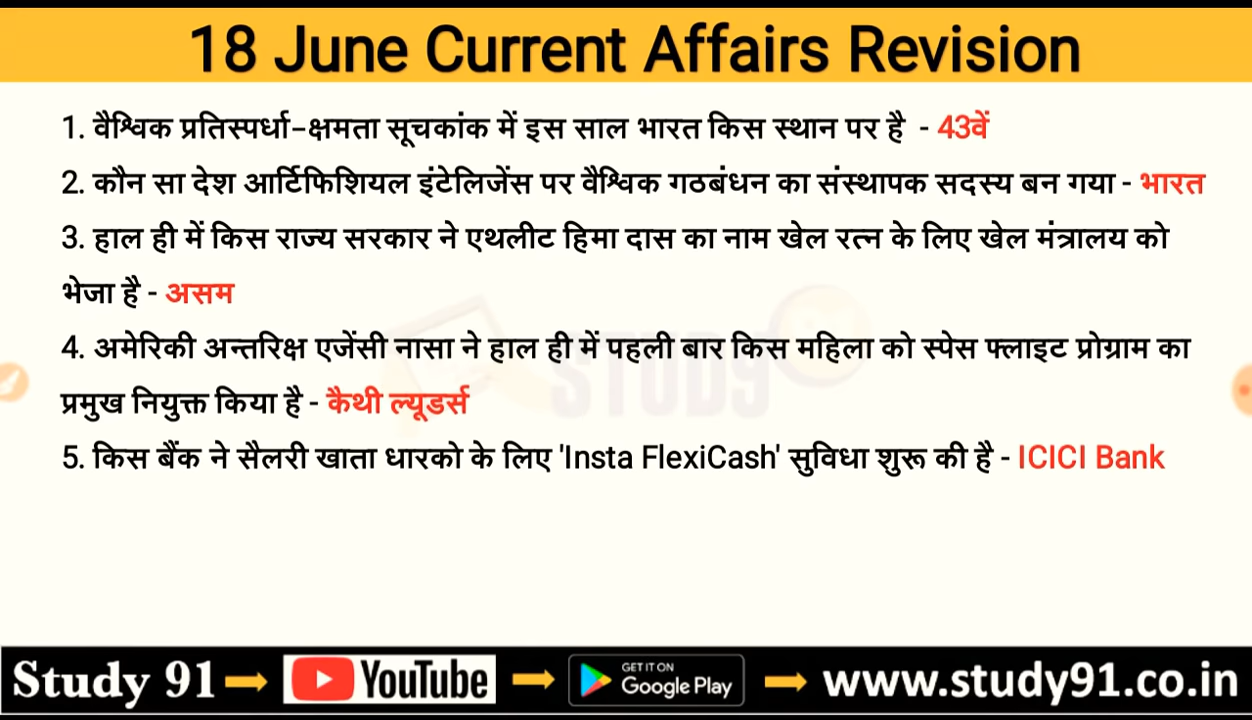 18 June Current Affairs Revision
1. वैश्विक प्रतिस्पर्धा-क्षमता सूचकांक में इस साल भारत किस स्थान पर है - 43वें
2. कौन सा देश आर्टिफिशियल इंटेलिजेंस पर वैश्विक गठबंधन का संस्थापक सदस्य बन गया - भारत
3. हाल ही में किस राज्य सरकार ने एथलीट हिमा दास का नाम खेल रत्न के लिए खेल मंत्रालय को
भेजा है - असम
4. अमेरिकी अन्तरिक्ष एजेंसी नासा ने हाल ही में पहली बार किस महिला को स्पेस फ्लाइट प्रोग्राम का
प्रमुख नियुक्त किया है - कैथी ल्यूडर्स
STUD9
5. किस बैंक ने सैलरी खाता धारको के लिए 'Insta FlexiCash' सुविधा शुरू की है - ICICI Bank
Study 91 YouTube GET IT ON Google Play www.study91.co.in